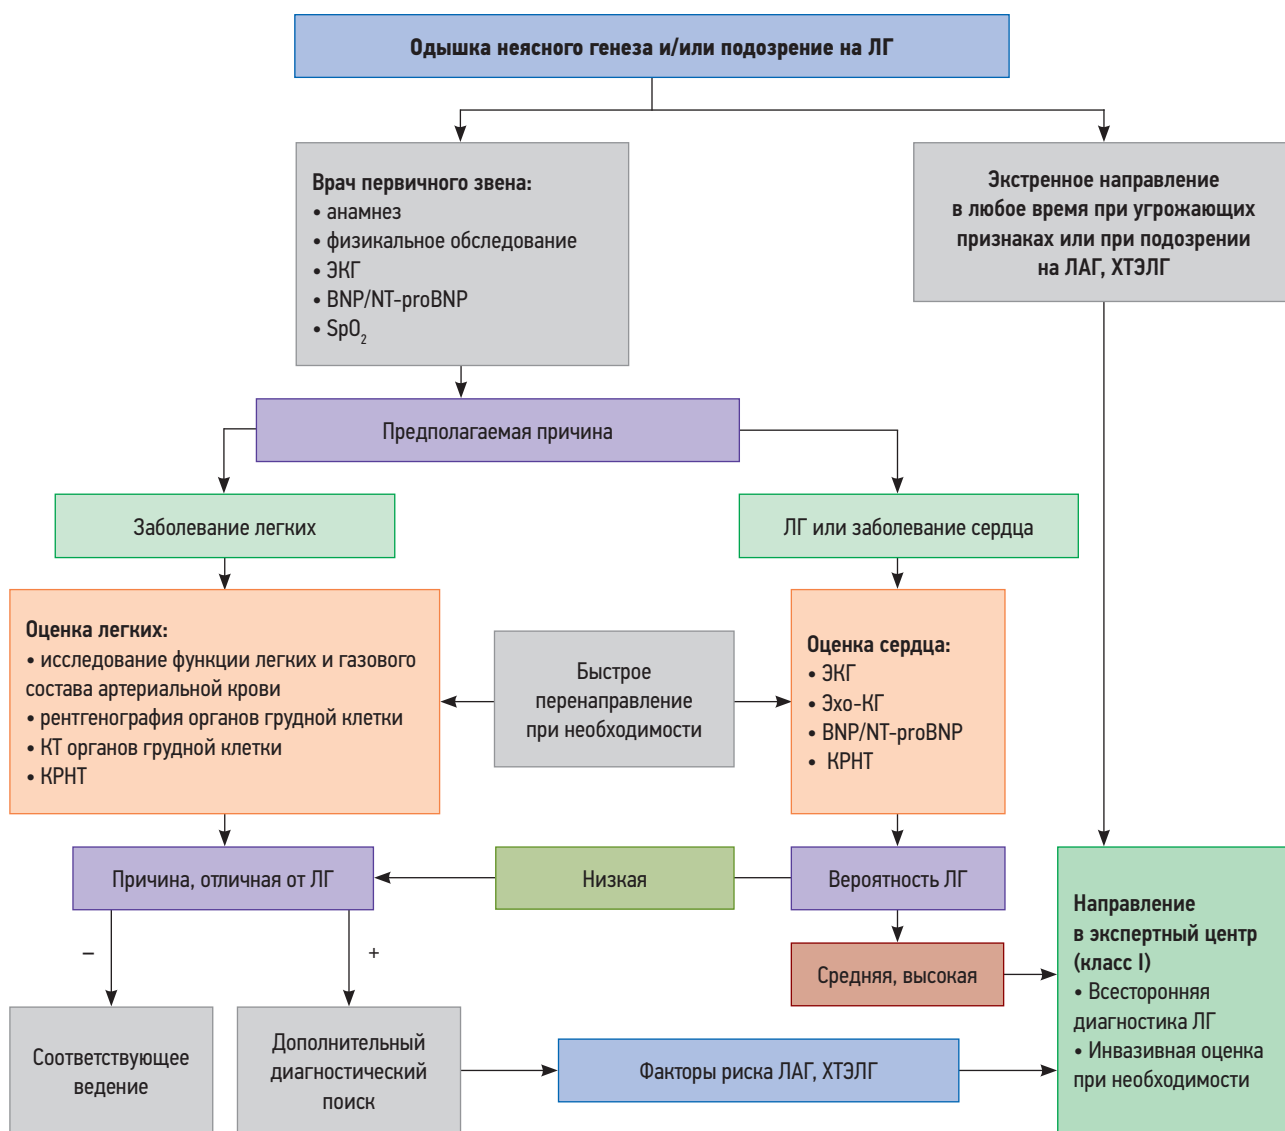 Одышка неясного генеза и/или подозрение на ЛГ
Врач первичного звена:
• анамнез
• физикальное обследование
• ЭКГ
• BNP/NT-proBNP
• SpO₂
Экстренное направление
в любое время при угрожающих
признаках или при подозрении
на ЛАГ, ХТЭЛГ
Предполагаемая причина
Заболевание легких
ЛГ или заболевание сердца
Оценка легких:
• исследование функции легких и газового
состава артериальной крови
• рентгенография органов грудной клетки
• КТ органов грудной клетки
• КРНТ
Быстрое
перенаправление
при необходимости
Оценка сердца:
• ЭКГ
• Эхо-КГ
• BNP/NT-proBNP
• КРНТ
Причина, отличная от ЛГ
Низкая
Вероятность ЛГ
–
+
Средняя, высокая
Направление
в экспертный центр
(класс I)
• Всесторонняя
диагностика ЛГ
• Инвазивная оценка
при необходимости
Соответствующее
ведение
Дополнительный
диагностический
поиск
Факторы риска ЛАГ, ХТЭЛГ